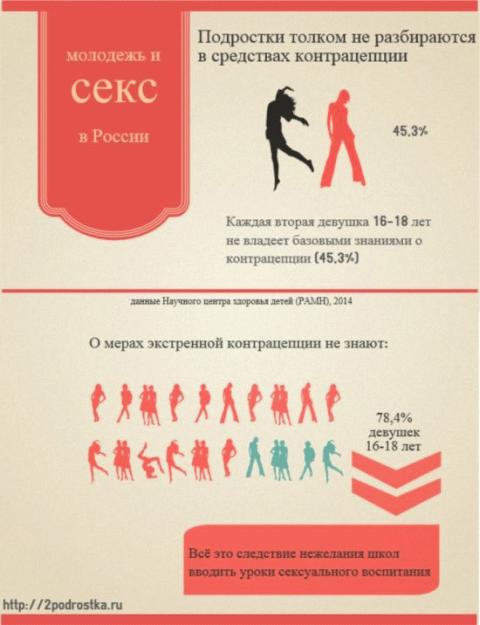 молодежь и
секс
в России
Подростки толком не разбираются
в средствах контрацепции
45,3%
Каждая вторая девушка 16-18 лет
не владеет базовыми знаниями о
контрацепции (45,3%)
данные Научного центра здоровья детей (РАМН), 2014
О мерах экстренной контрацепции не знают:
78,4%
девушек
16-18 лет
Всё это следствие нежелания школ
вводить уроки сексуального воспитания
http://2podrostka.ru